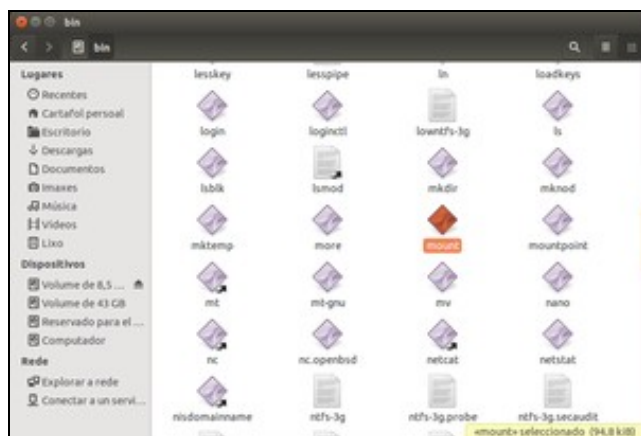 bin
bin
Lugares
Recentes
Cartafol persoal
Escritorio
Descargas
Documentos
Imaxes
Música
Vídeos
Lixo
Dispositivos
Volume de 8,5 ...
Volume de 43 GB
Reservado para el ...
Computador
Rede
Explorar a rede
Conectar a un servi...
lesskey lesspipe ln loadkeys
login loginctl lowntfs-3g ls
lsblk lsmod mkdir mknod
mktemp more mount mountpoint
mt mt-gnu mv nano
nc nc.openbsd netcat netstat
nisdomainname ntfs-3g ntfs-3g.probe ntfs-3g.secaudit
«mount» seleccionado (94,8 kiB)